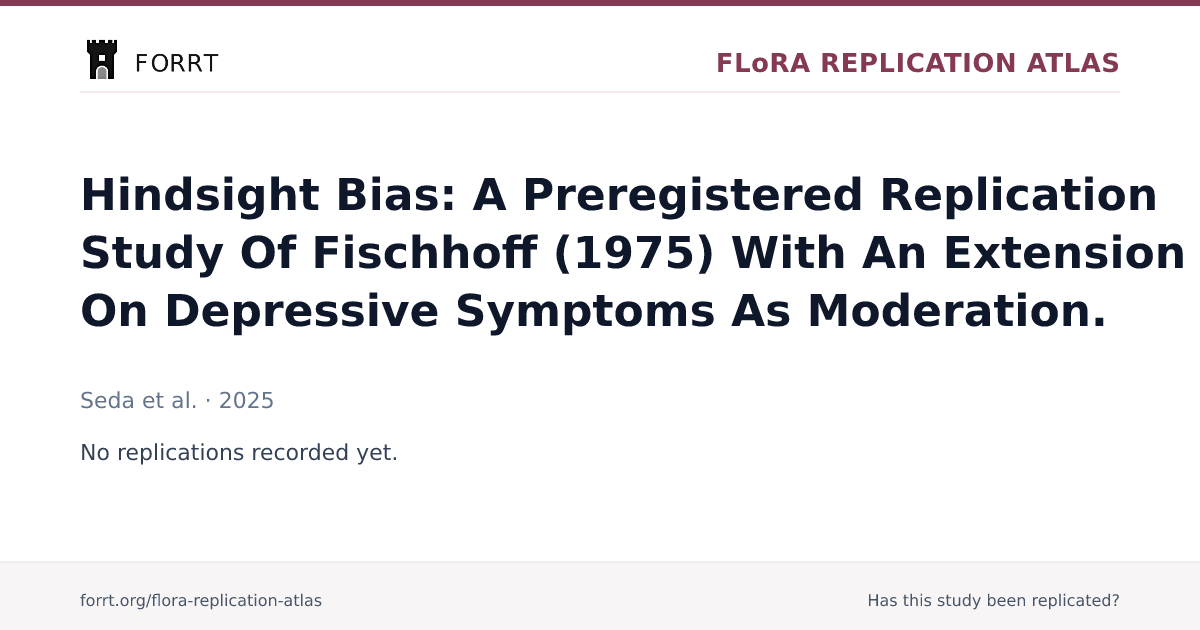 FORRT
FLoRA REPLICATION ATLAS
Hindsight Bias: A Preregistered Replication
Study Of Fischhoff (1975) With An Extension
On Depressive Symptoms As Moderation.
Seda et al. · 2025
No replications recorded yet.
forrt.org/flora-replication-atlas
Has this study been replicated?